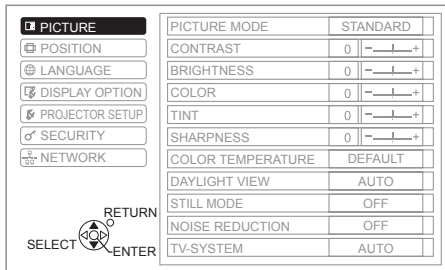 PICTURE
POSITION
LANGUAGE
DISPLAY OPTION
PROJECTOR SETUP
SECURITY
NETWORK
RETURN
SELECT
ENTER
PICTURE MODE STANDARD
CONTRAST 0 - +
BRIGHTNESS 0 - +
COLOR 0 - +
TINT 0 - +
SHARPNESS 0 - +
COLOR TEMPERATURE DEFAULT
DAYLIGHT VIEW AUTO
STILL MODE OFF
NOISE REDUCTION OFF
TV-SYSTEM AUTO